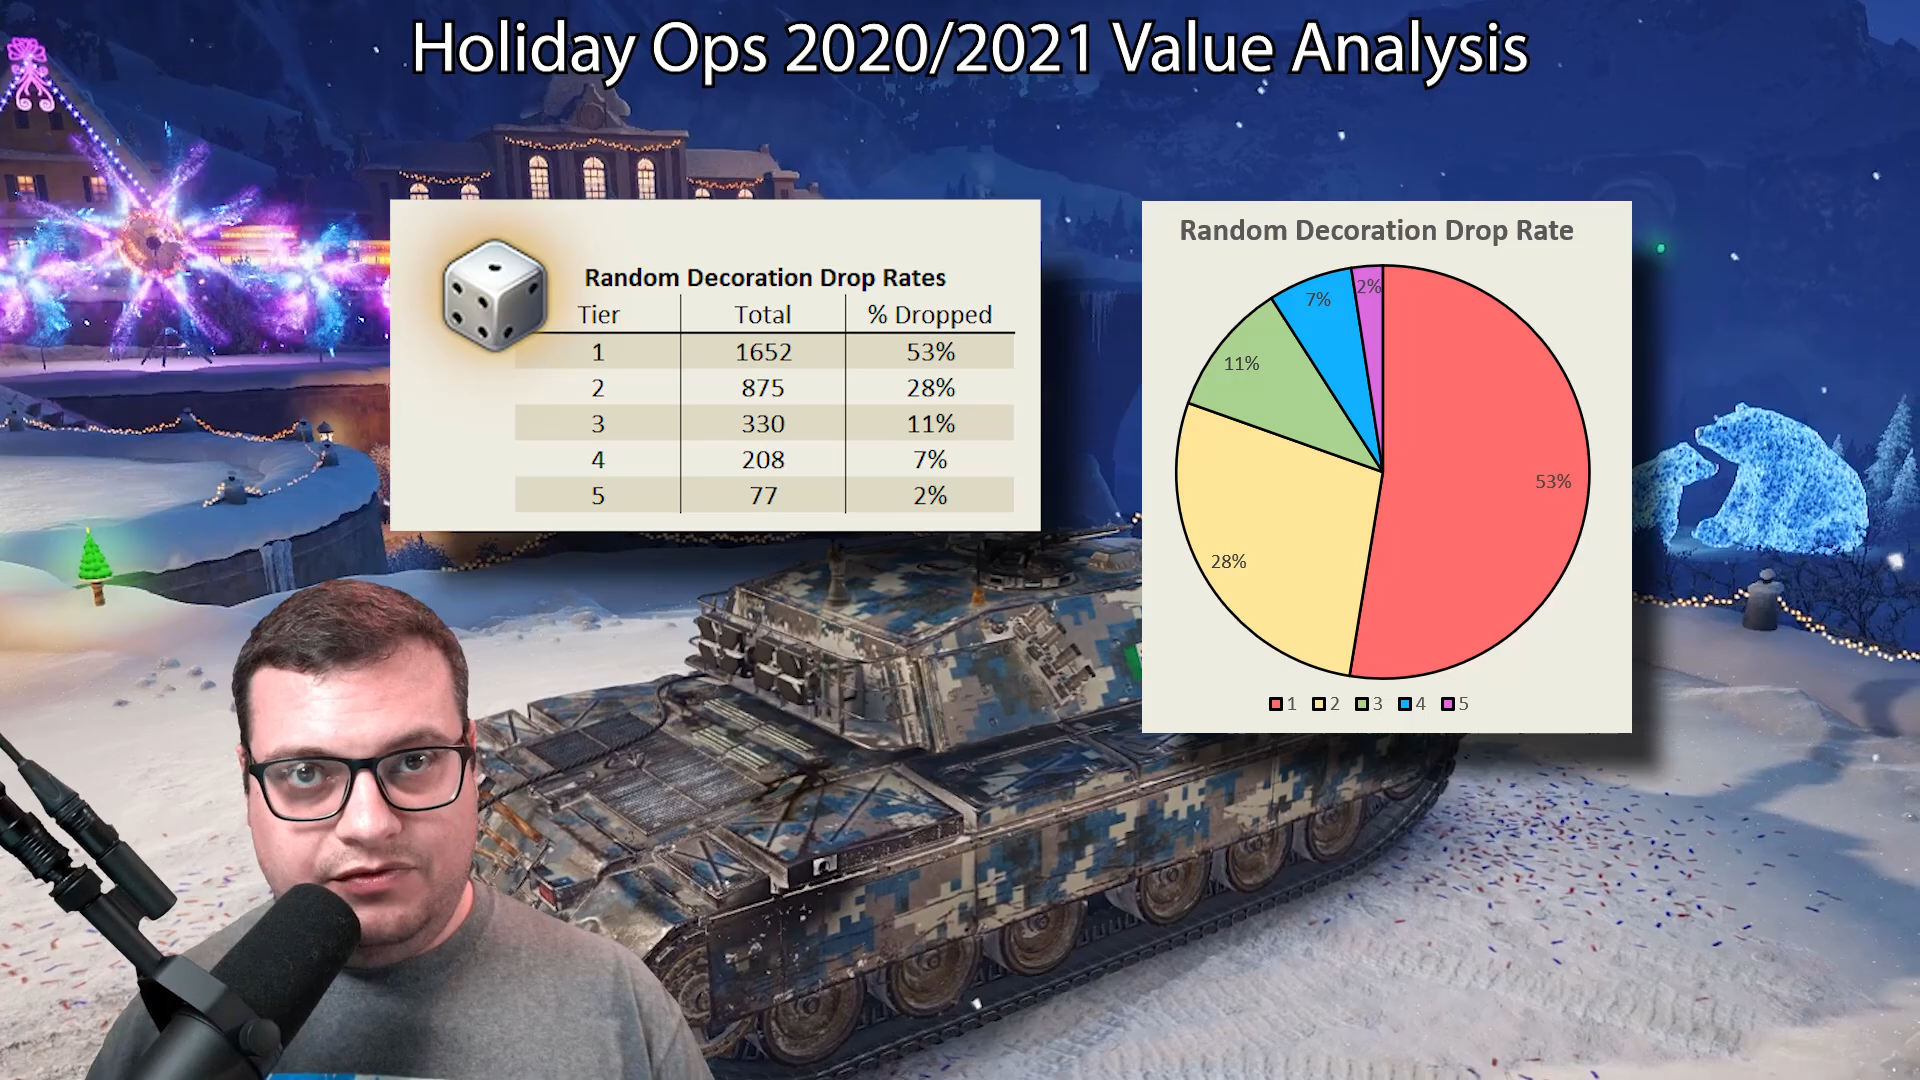 Holiday Ops 2020/2021 Value Analysis
Random Decoration Drop Rates
Tier Total % Dropped
1 1652 53%
2 875 28%
3 330 11%
4 208 7%
5 77 2%
Random Decoration Drop Rate
2%
7%
11%
53%
28%
1 2 3 4 5